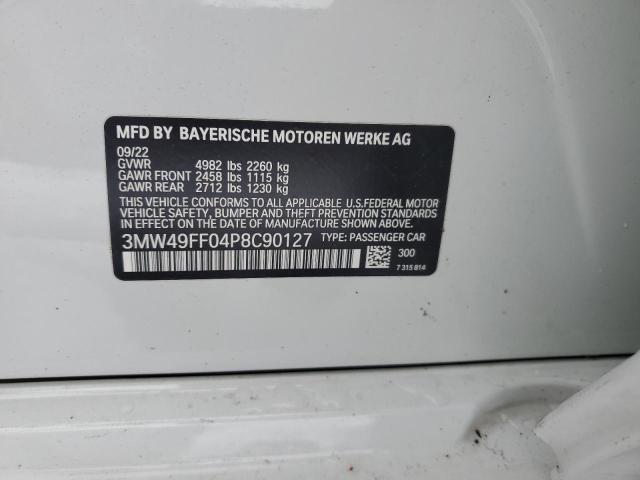 MFD BY BAYERISCHE MOTOREN WERKE AG
09/22
GVWR 4982 lbs 2260 kg
GAWR FRONT 2458 lbs 1115 kg
GAWR REAR 2712 lbs 1230 kg
THIS VEHICLE CONFORMS TO ALL APPLICABLE U.S.FEDERAL MOTOR
VEHICLE SAFETY, BUMPER AND THEFT PREVENTION STANDARDS
IN EFFECT ON THE DATE OF MANUFACTURE SHOWN ABOVE.
3MW49FF04P8C90127 TYPE: PASSENGER CAR
300
7 315 814